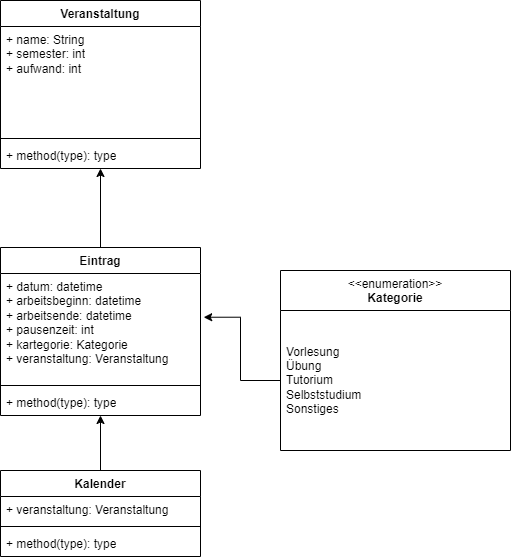 Veranstaltung
+ name: String
+ semester: int
+ aufwand: int
+ method(type): type
Eintrag
+ datum: datetime
+ arbeitsbeginn: datetime
+ arbeitsende: datetime
+ pausenzeit: int
+ kartegorie: Kategorie
+ veranstaltung: Veranstaltung
+ method(type): type
<<enumeration>>
Kategorie
Vorlesung
Übung
Tutorium
Selbststudium
Sonstiges
Kalender
+ veranstaltung: Veranstaltung
+ method(type): type